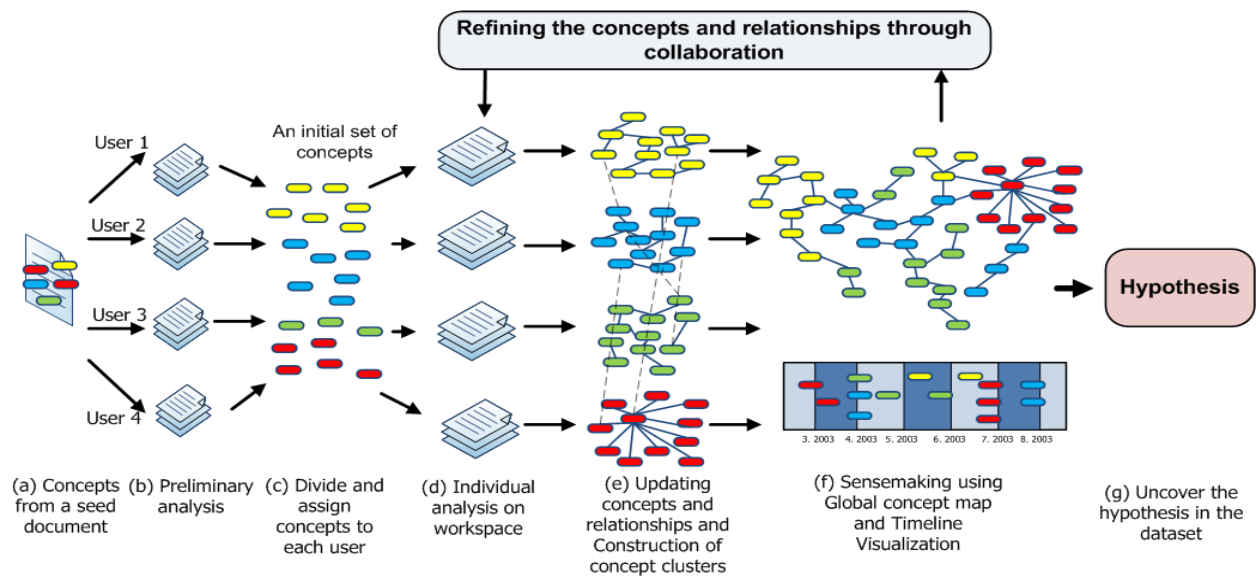 Refining the concepts and relationships through
collaboration
User 1
An initial set of
concepts
User 2
User 3
User 4
Hypothesis
3. 2003
4. 2003
5. 2003
6. 2003
7. 2003
8. 2003
(a) Concepts
from a seed
document
(b) Preliminary
analysis
(c) Divide and
assign
concepts to
each user
(d) Individual
analysis on
workspace
(e) Updating
concepts and
relationships and
Construction of
concept clusters
(f) Sensemaking using
Global concept map
and Timeline
Visualization
(g) Uncover the
hypothesis in the
dataset